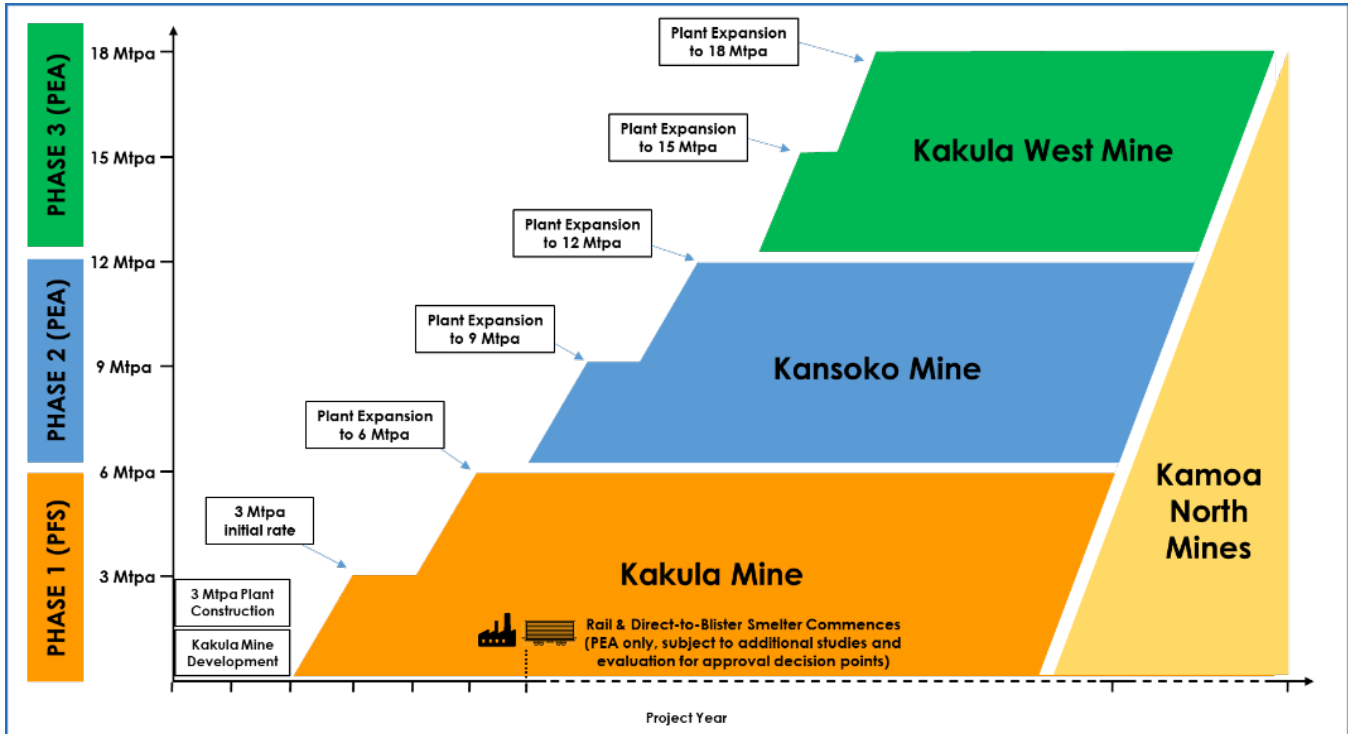 PHASE 3 (PEA)
PHASE 2 (PEA)
PHASE 1 (PFS)
18 Mtpa
15 Mtpa
12 Mtpa
9 Mtpa
6 Mtpa
3 Mtpa
Plant Expansion
to 18 Mtpa
Plant Expansion
to 15 Mtpa
Plant Expansion
to 12 Mtpa
Plant Expansion
to 9 Mtpa
Plant Expansion
to 6 Mtpa
3 Mtpa
initial rate
3 Mtpa Plant
Construction
Kakula Mine
Development
Kakula West Mine
Kansoko Mine
Kakula Mine
Kamoa
North
Mines
Rail & Direct-to-Blister Smelter Commences
(PEA only, subject to additional studies and
evaluation for approval decision points)
Project Year